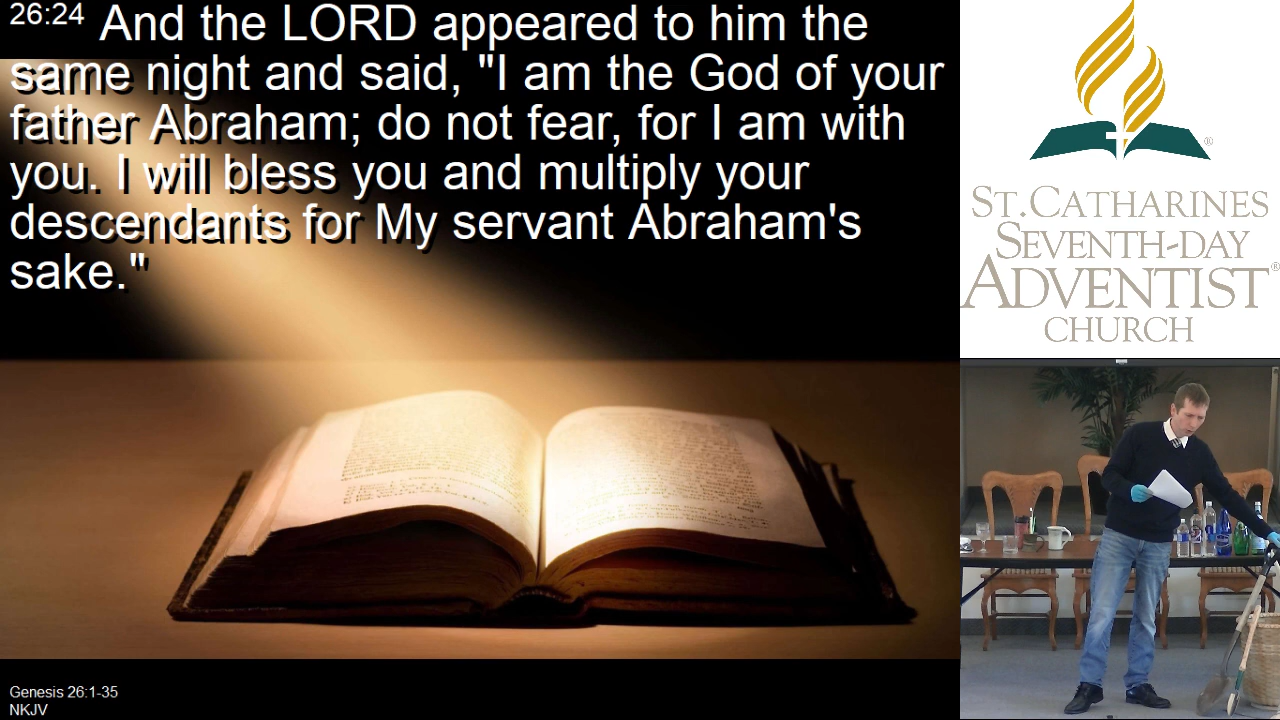 26:24 And the LORD appeared to him the
same night and said, "I am the God of your
father Abraham; do not fear, for I am with
you. I will bless you and multiply your
descendants for My servant Abraham's
sake."
Genesis 26:1-35
NKJV
®
ST. CATHARINES
SEVENTH-DAY
ADVENTIST®
CHURCH